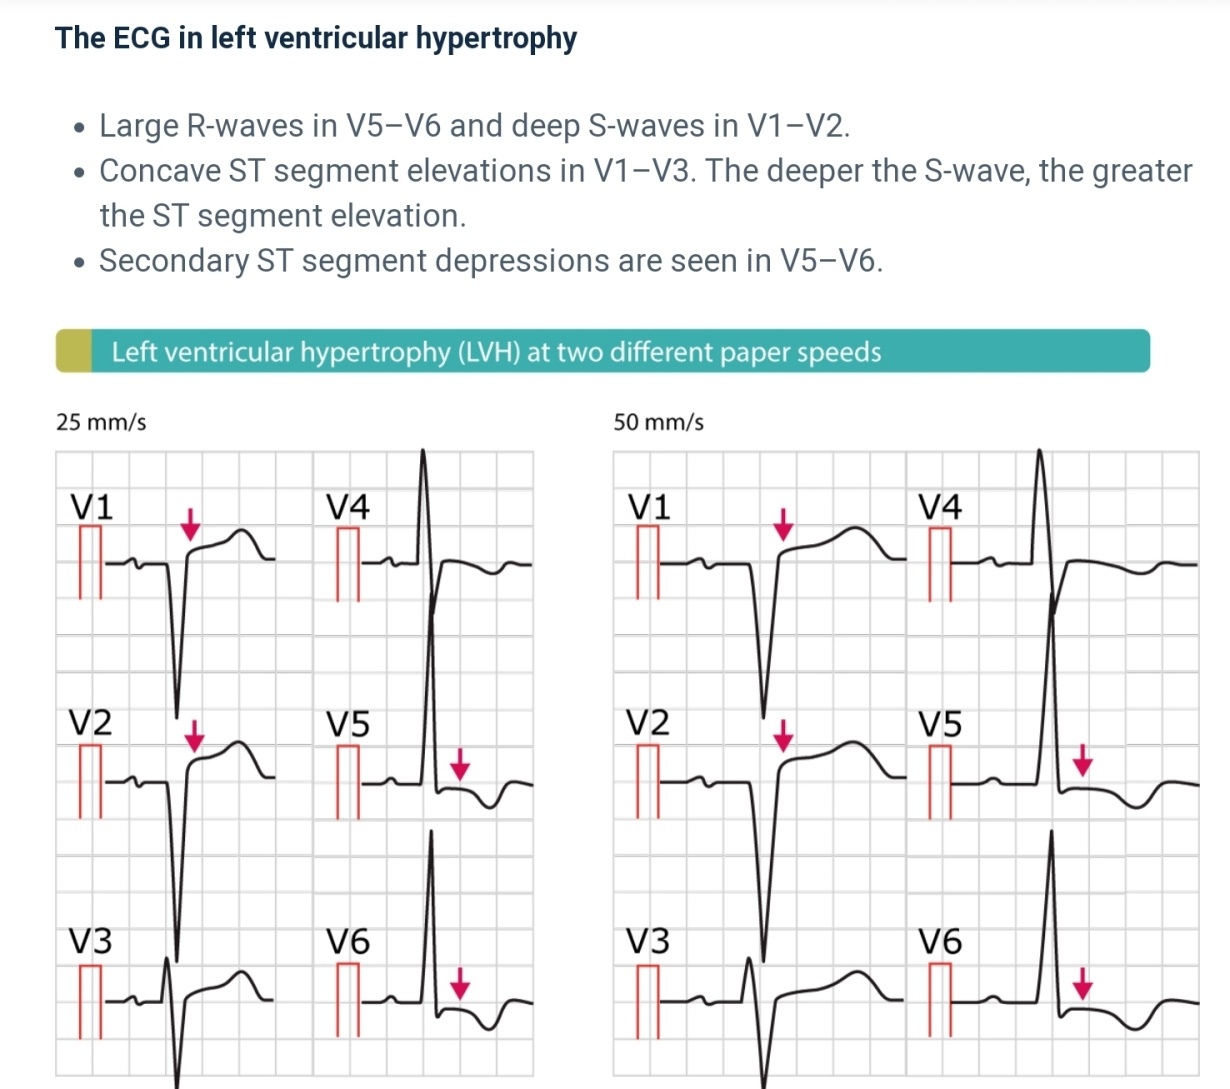 The ECG in left ventricular hypertrophy
• Large R-waves in V5–V6 and deep S-waves in V1–V2.
• Concave ST segment elevations in V1–V3. The deeper the S-wave, the greater
the ST segment elevation.
• Secondary ST segment depressions are seen in V5–V6.
Left ventricular hypertrophy (LVH) at two different paper speeds
25 mm/s
V1
V4
V2
V5
V3
V6
50 mm/s
V1
V4
V2
V5
V3
V6